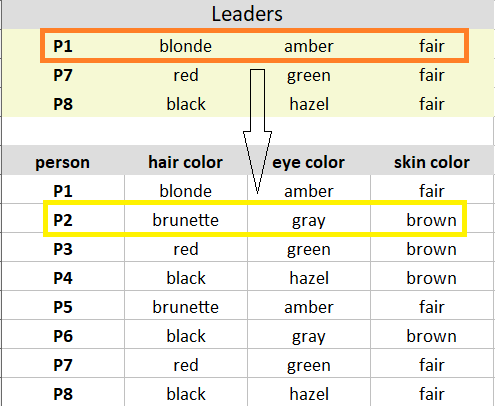 Leaders
P1 blonde amber fair
P7 red green fair
P8 black hazel fair
person hair color eye color skin color
P1 blonde amber fair
P2 brunette gray brown
P3 red green brown
P4 black hazel brown
P5 brunette amber fair
P6 black gray brown
P7 red green fair
P8 black hazel fair